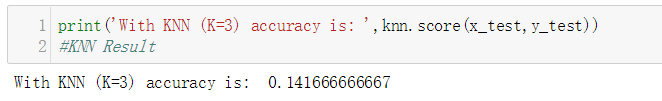 1 print('With KNN (K=3) accuracy is: ',knn.score(x_test,y_test))
2 #KNN Result
With KNN (K=3) accuracy is:  0.141666666667